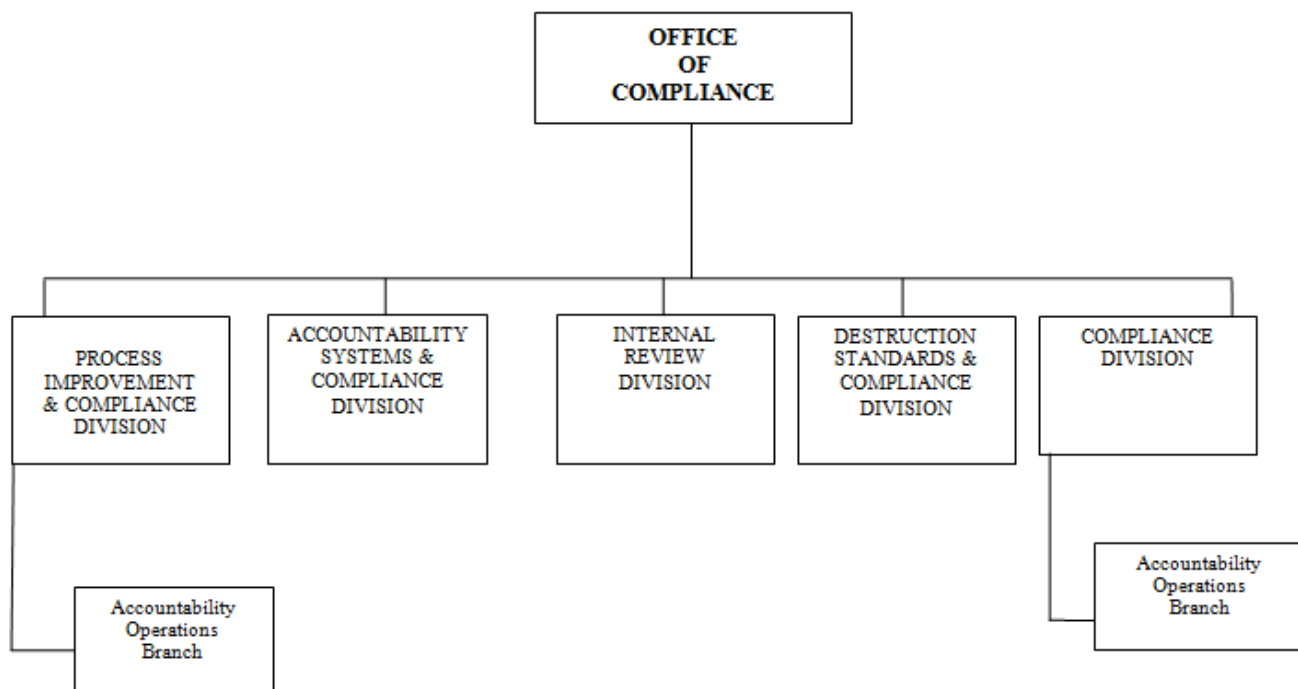 OFFICE
OF
COMPLIANCE
PROCESS
IMPROVEMENT
& COMPLIANCE
DIVISION
ACCOUNTABILITY
SYSTEMS &
COMPLIANCE
DIVISION
INTERNAL
REVIEW
DIVISION
DESTRUCTION
STANDARDS &
COMPLIANCE
DIVISION
COMPLIANCE
DIVISION
Accountability
Operations
Branch
Accountability
Operations
Branch